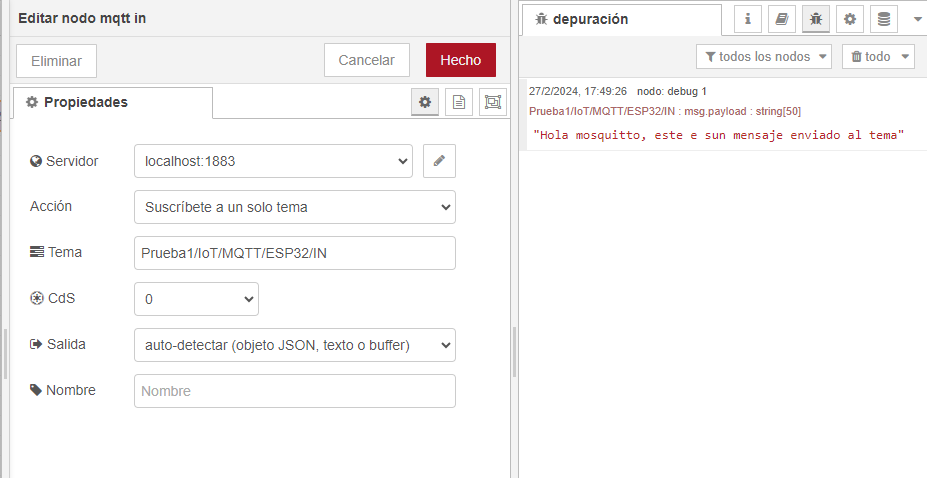 Editar nodo mqtt in
Eliminar
Cancelar
Hecho
Propiedades
Servidor
localhost:1883
Acción
Suscríbete a un solo tema
Tema
Prueba1/IoT/MQTT/ESP32/IN
CdS
0
Salida
auto-detectar (objeto JSON, texto o buffer)
Nombre
Nombre
depuración
todos los nodos
todo
27/2/2024, 17:49:26 nodo: debug 1
Prueba1/IoT/MQTT/ESP32/IN : msg.payload : string[50]
"Hola mosquitto, este e sun mensaje enviado al tema"